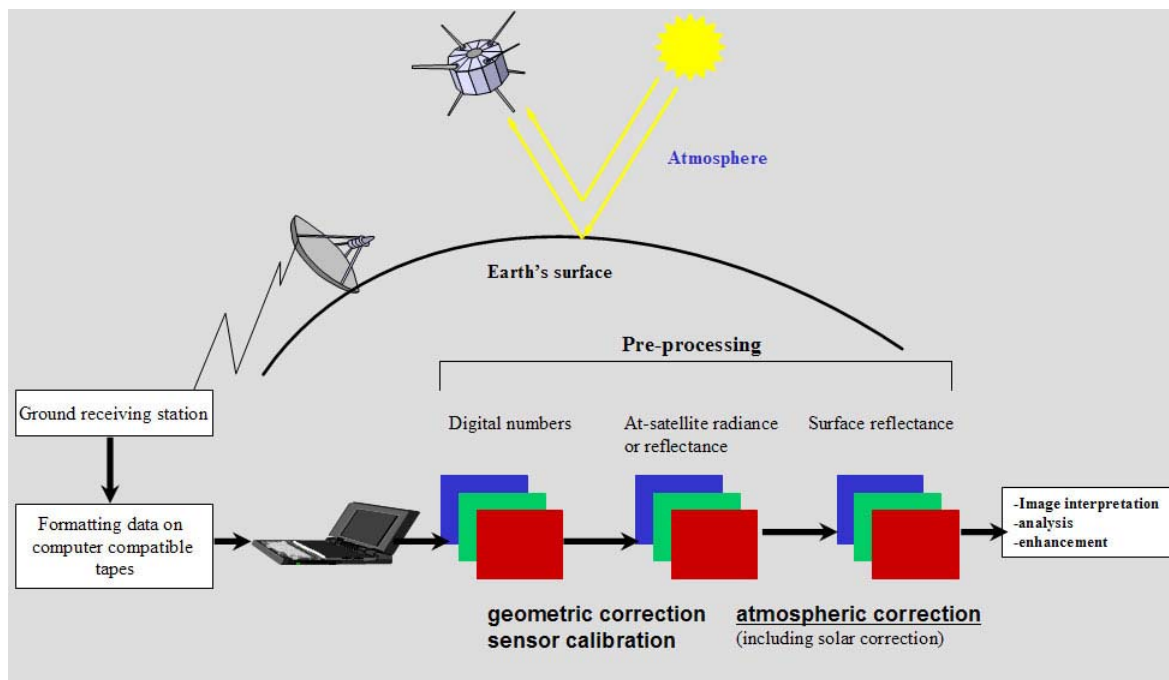 Atmosphere
Earth's surface
Pre-processing
Ground receiving station
Digital numbers
At-satellite radiance
or reflectance
Surface reflectance
Formatting data on
computer compatible
tapes
-Image interpretation
-analysis
-enhancement
geometric correction
sensor calibration
atmospheric correction
(including solar correction)